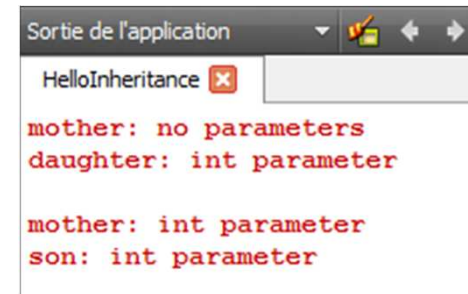 Sortie de l'application
HelloInheritance
mother: no parameters
daughter: int parameter
mother: int parameter
son: int parameter